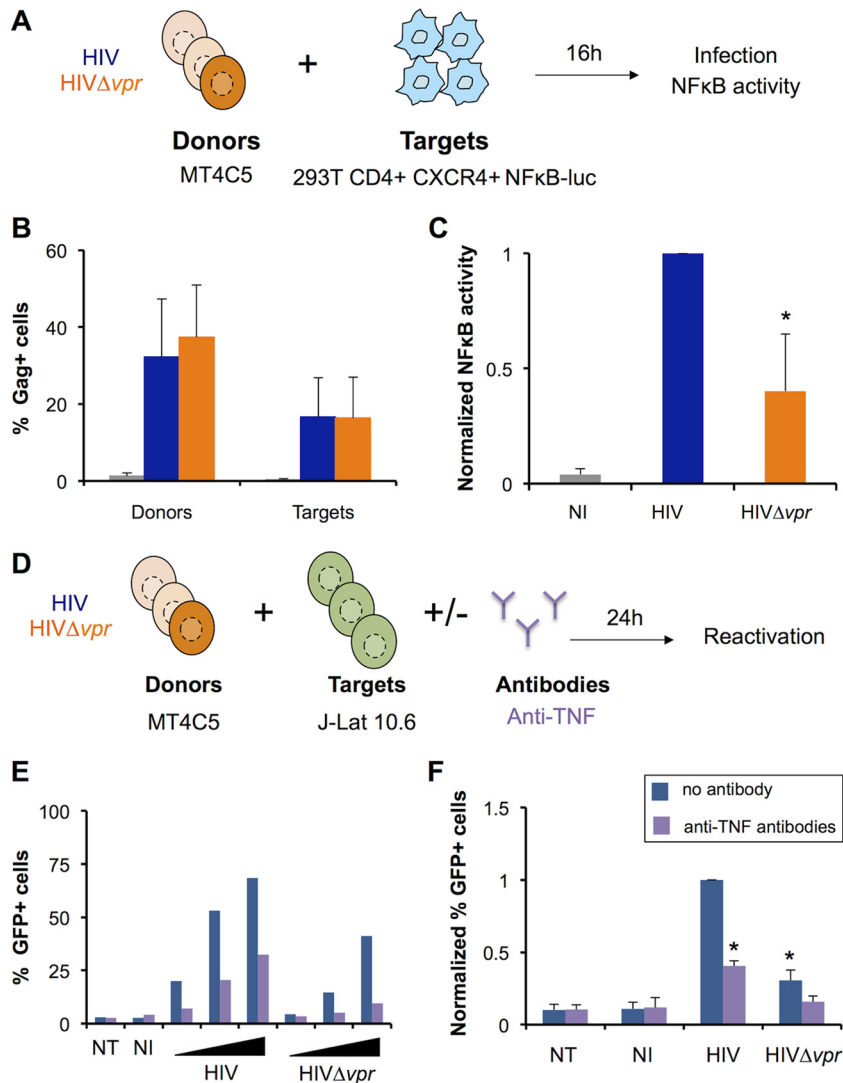 A
HIV
HIVΔvpr
+
16h
Infection
NFκB activity
Donors
Targets
MT4C5
293T CD4+ CXCR4+ NFκB-luc
B
% Gag+ cells
60
40
20
0
Donors
Targets
C
Normalized NFκB activity
1
0.5
0
*
NI
HIV
HIVΔvpr
D
HIV
HIVΔvpr
+
+/-
24h
Reactivation
Donors
Targets
Antibodies
MT4C5
J-Lat 10.6
Anti-TNF
E
% GFP+ cells
100
75
50
25
0
NT
NI
HIV
HIVΔvpr
F
no antibody
anti-TNF antibodies
Normalized % GFP+ cells
1.5
1
0.5
0
*
*
NT
NI
HIV
HIVΔvpr